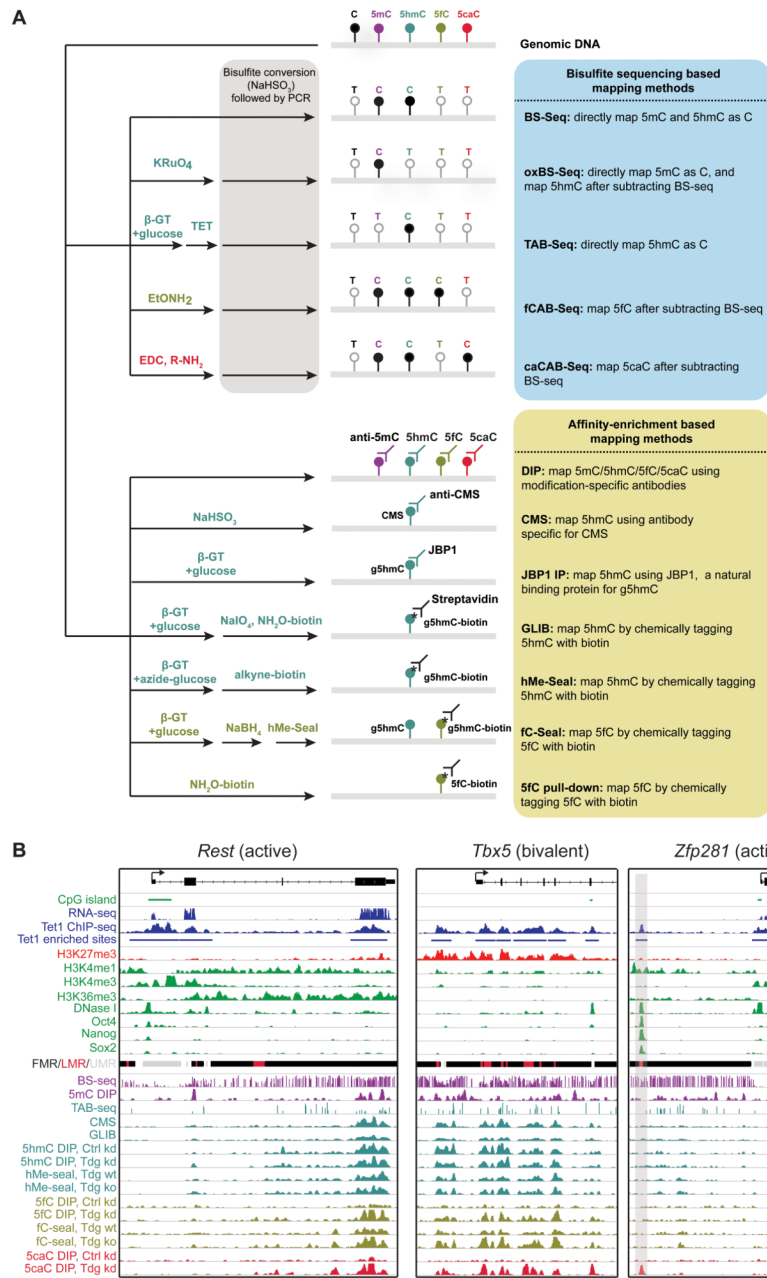 A
C 5mC 5hmC 5fC 5caC
Genomic DNA
Bisulfite conversion
(NaHSO3)
followed by PCR
Bisulfite sequencing based
mapping methods
T C C T T
BS-Seq: directly map 5mC and 5hmC as C
KRuO4
T C T T T
oxBS-Seq: directly map 5mC as C, and
map 5hmC after subtracting BS-seq
β-GT
+glucose
TET
T T C T T
TAB-Seq: directly map 5hmC as C
EtONH2
T C C C T
fCAB-Seq: map 5fC after subtracting BS-seq
EDC, R-NH2
T C C T C
caCAB-Seq: map 5caC after subtracting
BS-seq
Affinity-enrichment based
mapping methods
anti-5mC 5hmC 5fC 5caC
DIP: map 5mC/5hmC/5fC/5caC using
modification-specific antibodies
NaHSO3
anti-CMS
CMS
CMS: map 5hmC using antibody
specific for CMS
β-GT
+glucose
JBP1
g5hmC
JBP1 IP: map 5hmC using JBP1, a natural
binding protein for g5hmC
β-GT
+glucose
NaIO4, NH2O-biotin
Streptavidin
*
g5hmC-biotin
GLIB: map 5hmC by chemically tagging
5hmC with biotin
β-GT
+azide-glucose
alkyne-biotin
*
g5hmC-biotin
hMe-Seal: map 5hmC by chemically tagging
5hmC with biotin
β-GT
+glucose
NaBH4
hMe-Seal
g5hmC
*
g5hmC-biotin
fC-Seal: map 5fC by chemically tagging
5fC with biotin
NH2O-biotin
*
5fC-biotin
5fC pull-down: map 5fC by chemically
tagging 5fC with biotin
B
Rest (active)
Tbx5 (bivalent)
Zfp281 (acti
CpG island
RNA-seq
Tet1 ChIP-seq
Tet1 enriched sites
H3K27me3
H3K4me1
H3K4me3
H3K36me3
DNase I
Oct4
Nanog
Sox2
FMR/LMR/UMR
BS-seq
5mC DIP
TAB-seq
CMS
GLIB
5hmC DIP, Ctrl kd
5hmC DIP, Tdg kd
hMe-seal, Tdg wt
hMe-seal, Tdg ko
5fC DIP, Ctrl kd
5fC DIP, Tdg kd
fC-seal, Tdg wt
fC-seal, Tdg ko
5caC DIP, Ctrl kd
5caC DIP, Tdg kd